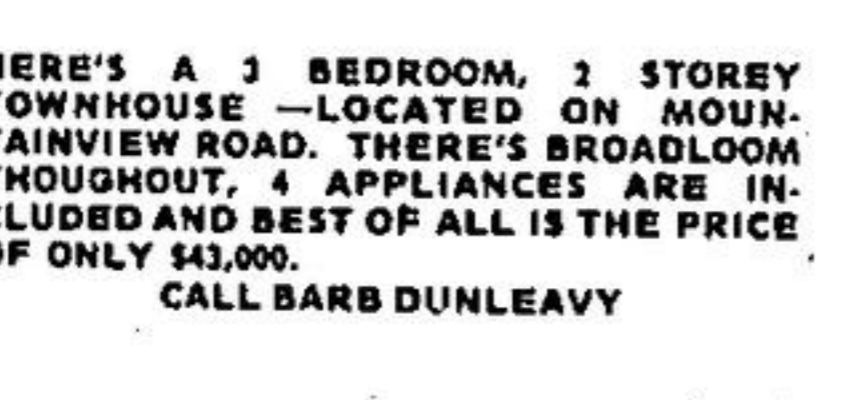 HERE'S A 3 BEDROOM, 2 STOREY
TOWNHOUSE —LOCATED ON MOUN-
TAINVIEW ROAD. THERE'S BROADLOOM
THOUGHOUT, 4 APPLIANCES ARE IN-
CLUDED AND BEST OF ALL IS THE PRICE
OF ONLY $43,000.
CALL BARB DUNLEAVY